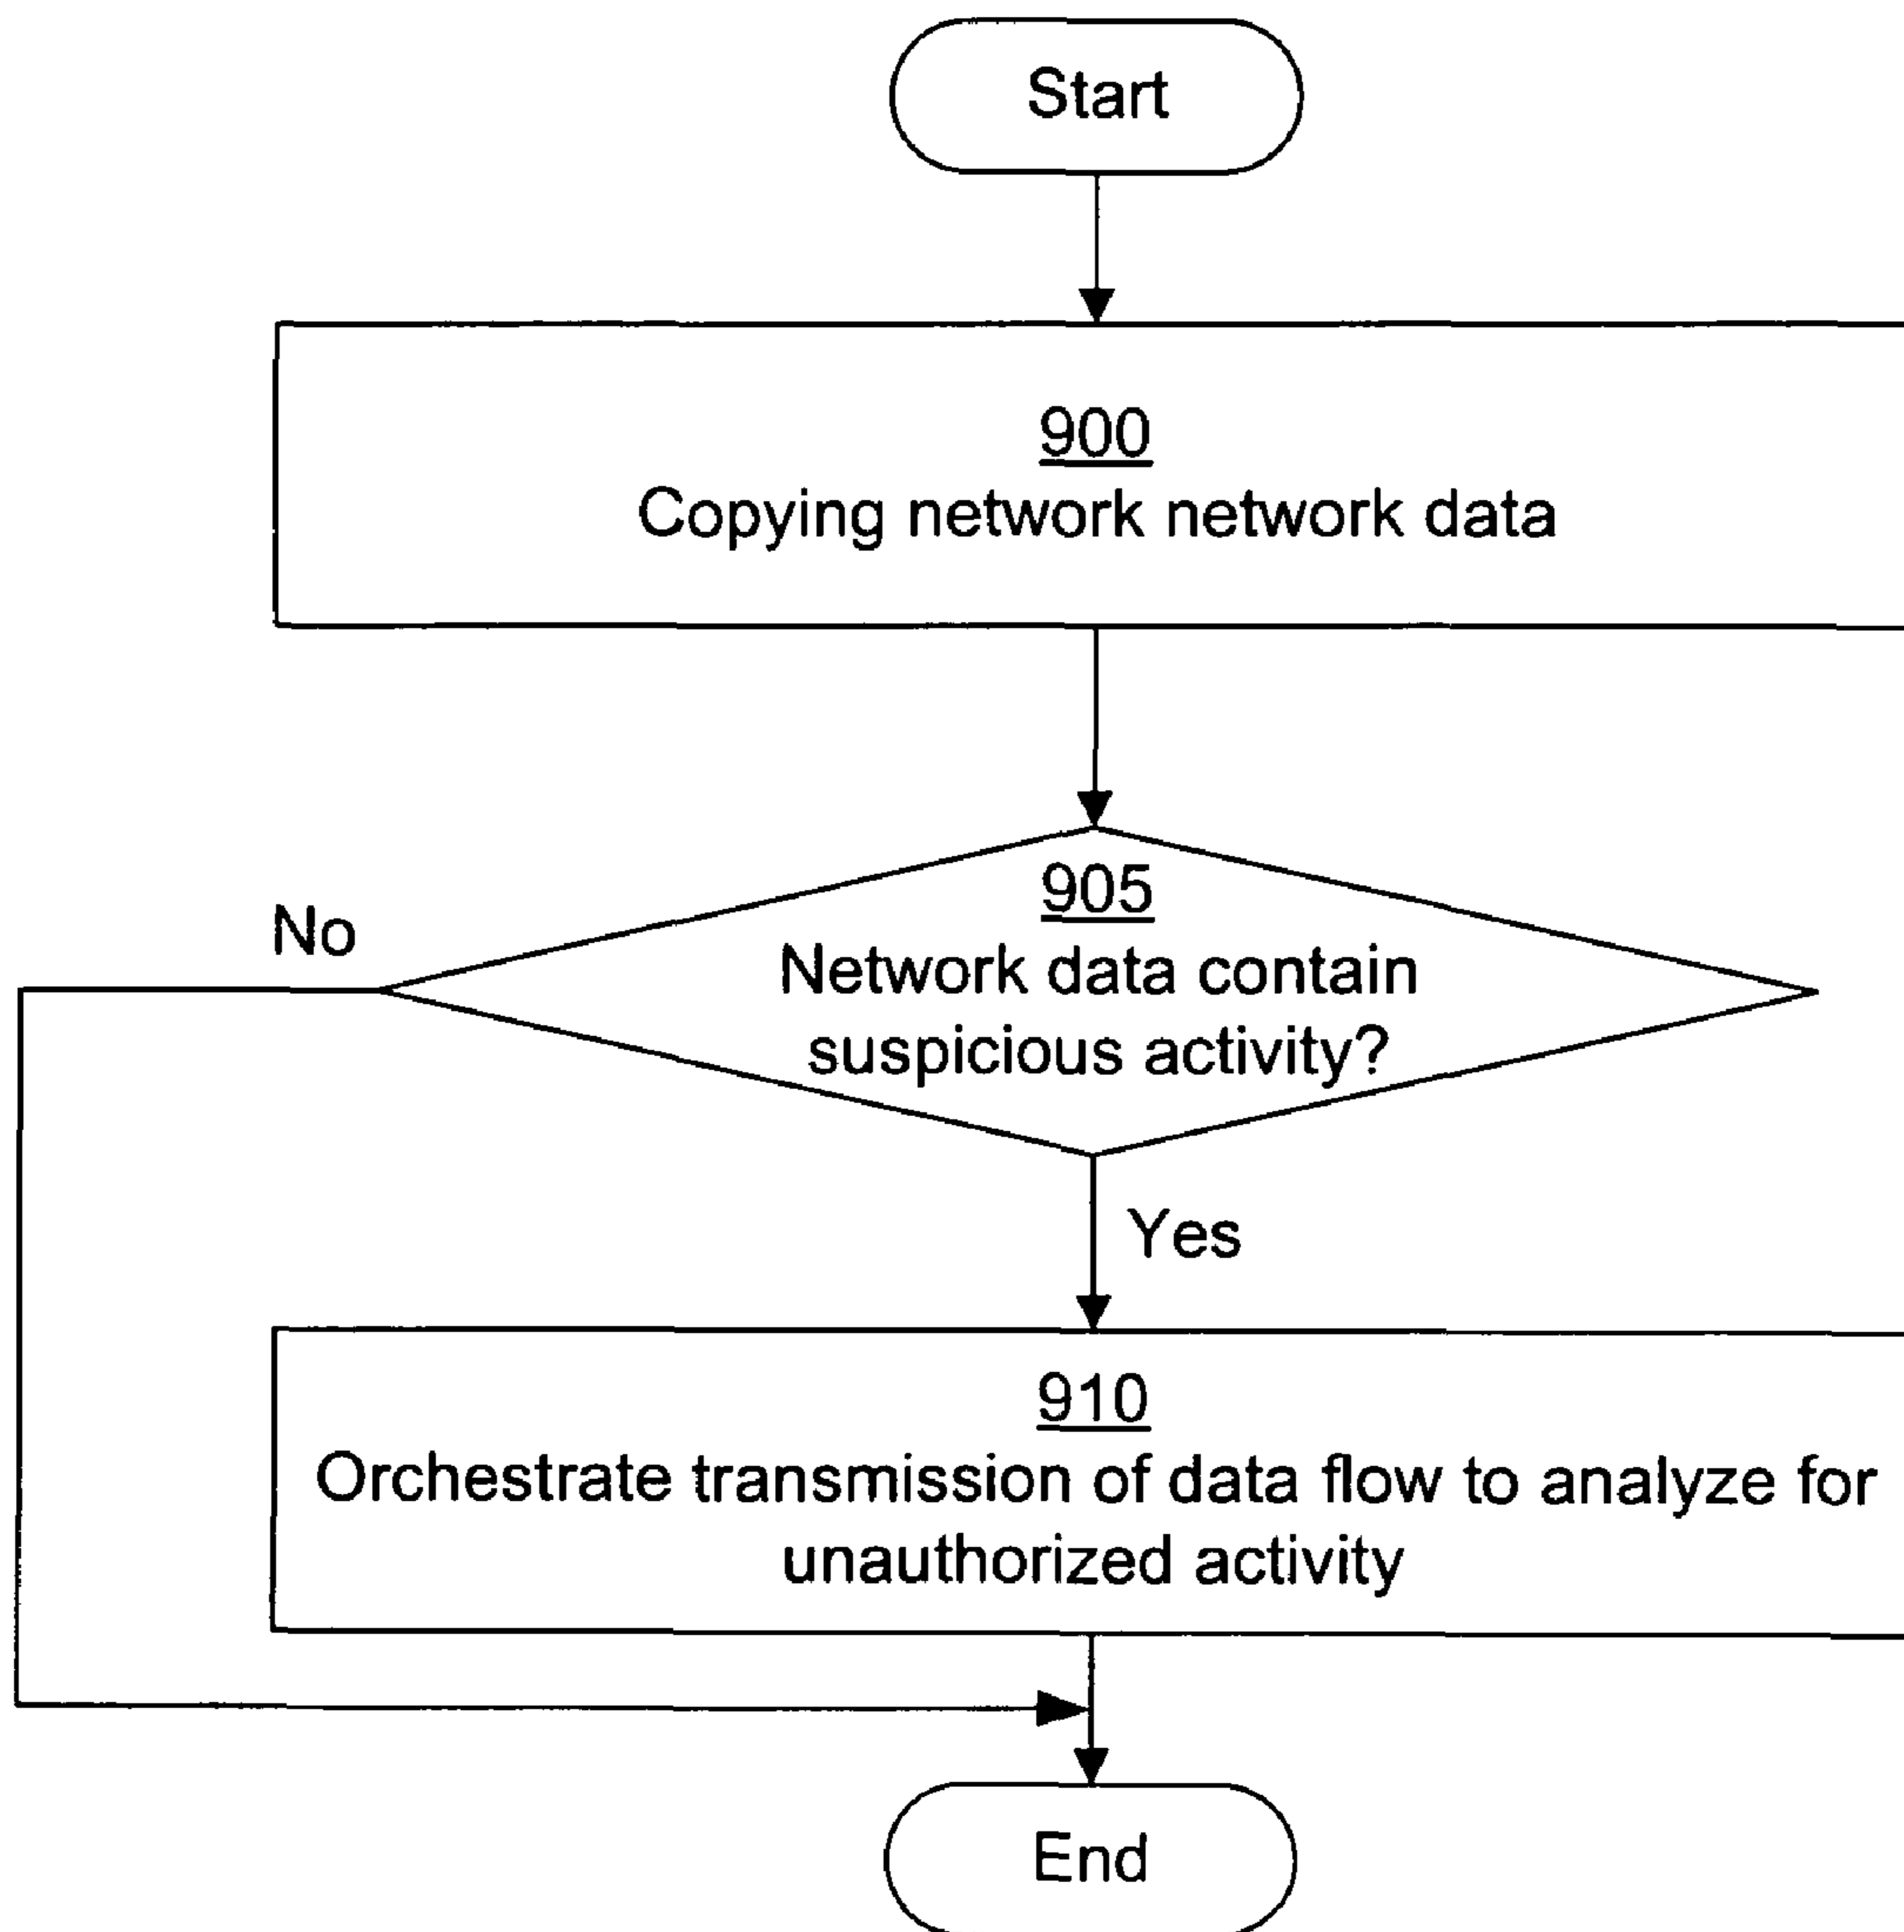 Start
900
Copying network network data
905
No
Network data contain
suspicious activity?
Yes
910
Orchestrate transmission of data flow to analyze for
unauthorized activity
End